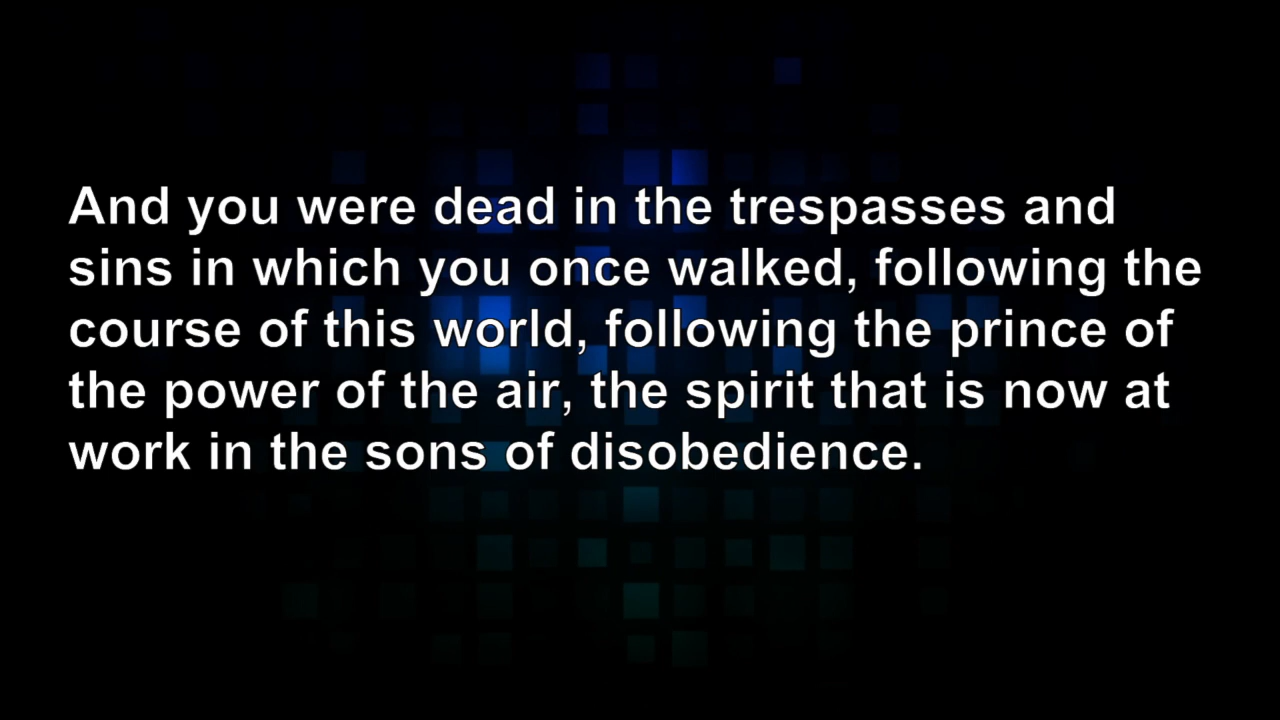 And you were dead in the trespasses and
sins in which you once walked, following the
course of this world, following the prince of
the power of the air, the spirit that is now at
work in the sons of disobedience.